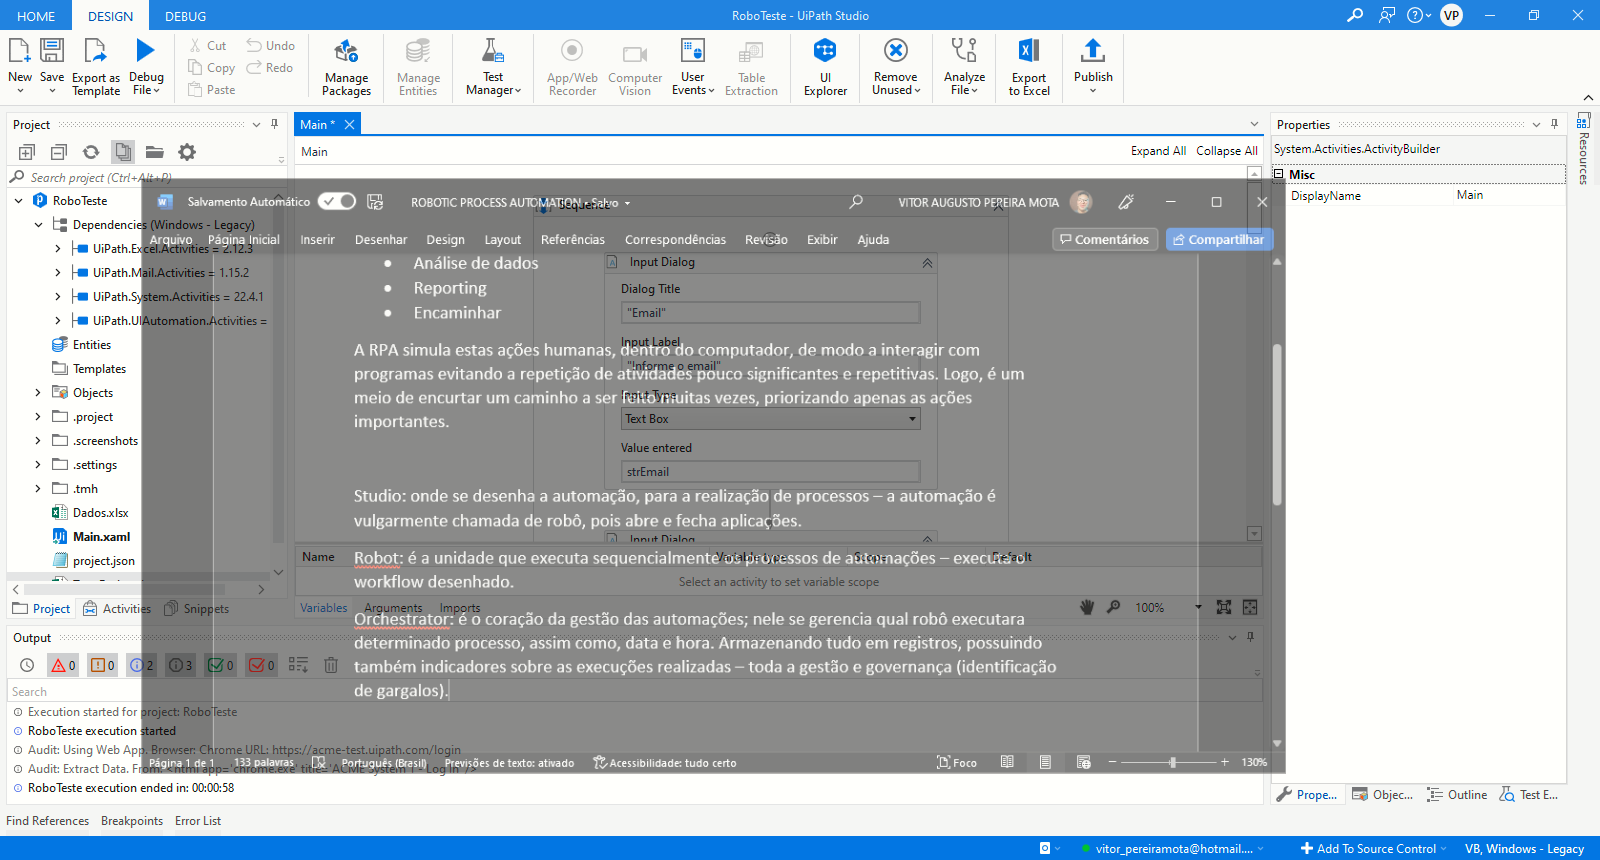 HOME DESIGN DEBUG
RoboTeste - UiPath Studio
VP
New Save Export as Template Debug File
Cut Copy Paste Undo Redo
Manage Packages
Manage Entities
Test Manager
App/Web Recorder
Computer Vision
User Events
Table Extraction
UI Explorer
Remove Unused
Analyze File
Export to Excel
Publish
Project
Search project (Ctrl+Alt+P)
RoboTeste
Dependencies (Windows - Legacy)
UiPath.Excel.Activities = 2.12.3
UiPath.Mail.Activities = 1.15.2
UiPath.System.Activities = 22.4.1
UiPath.UIAutomation.Activities =
Entities
Templates
Objects
.project
.screenshots
.settings
.tmh
Dados.xlsx
Main.xaml
project.json
Project Activities Snippets
Main *
Main
Expand All Collapse All
Sequence
Input Dialog
Dialog Title
"Email"
Input Label
"Informe o email"
Input Type
Text Box
Value entered
strEmail
Input Dialog
Name Variable type Scope Default
Select an activity to set variable scope
Variables Arguments Imports
100%
Salvamento Automático
ROBOTIC PROCESS AUTOMATION • Salvo
VITOR AUGUSTO PEREIRA MOTA
Arquivo Página Inicial Inserir Desenhar Design Layout Referências Correspondências Revisão Exibir Ajuda
Comentários Compartilhar
• Análise de dados
• Reporting
• Encaminhar
A RPA simula estas ações humanas, dentro do computador, de modo a interagir com
programas evitando a repetição de atividades pouco significantes e repetitivas. Logo, é um
meio de encurtar um caminho a ser feito muitas vezes, priorizando apenas as ações
importantes.
Studio: onde se desenha a automação, para a realização de processos – a automação é
vulgarmente chamada de robô, pois abre e fecha aplicações.
Robot: é a unidade que executa sequencialmente os processos de automações – execute o
workflow desenhado.
Orchestrator: é o coração da gestão das automações; nele se gerencia qual robô executara
determinado processo, assim como, data e hora. Armazenando tudo em registros, possuindo
também indicadores sobre as execuções realizadas – toda a gestão e governança (identificação
de gargalos).
Página 1 de 1 133 palavras Português (Brasil) Previsões de texto: ativado Acessibilidade: tudo certo
Foco
130%
Properties
System.Activities.ActivityBuilder
Misc
DisplayName Main
Resources
Prope... Objec... Outline Test E...
Output
0 0 2 3 0 0
Search
Execution started for project: RoboTeste
RoboTeste execution started
Audit: Using Web App. Browser: Chrome URL: https://acme-test.uipath.com/login
Audit: Extract Data. From: <html app='chrome.exe' title='ACME System 1 - Log In' />
RoboTeste execution ended in: 00:00:58
Find References Breakpoints Error List
vitor_pereiramota@hotmail....
Add To Source Control
VB, Windows - Legacy